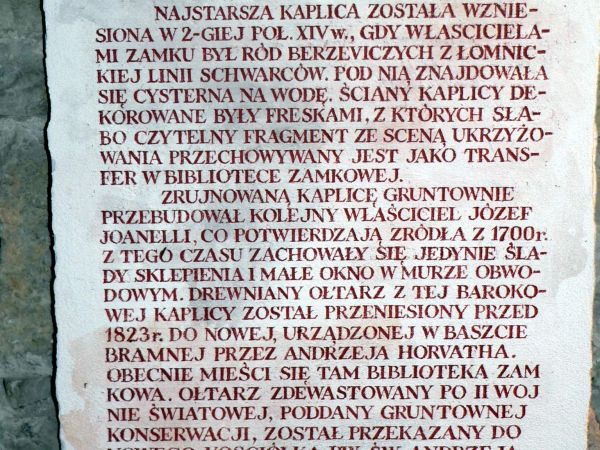 NAJSTARSZA KAPLICA ZOSTAŁA WZNIE-
SIONA W 2-GIEJ POŁ. XIV w., GDY WŁAŚCICIELA-
MI ZAMKU BYŁ RÓD BERZEVICZYCH Z ŁOMNIC-
KIEJ LINII SCHWARCÓW. POD NIĄ ZNAJDOWAŁA
SIĘ CYSTERNA NA WODĘ. ŚCIANY KAPLICY DE-
KOROWANE BYŁY FRESKAMI, Z KTÓRYCH SŁA-
BO CZYTELNY FRAGMENT ZE SCENĄ UKRZYŻO-
WANIA PRZECHOWYWANY JEST JAKO TRANS-
FER W BIBLIOTECE ZAMKOWEJ.
ZRUJNOWANĄ KAPLICĘ GRUNTOWNIE
PRZEBUDOWAŁ KOLEJNY WŁAŚCICIEL JÓZEF
JOANELLI, CO POTWIERDZAJĄ ŹRÓDŁA Z 1700r.
Z TEGO CZASU ZACHOWAŁY SIĘ JEDYNIE ŚLA-
DY SKLEPIENIA I MAŁE OKNO W MURZE OBWO-
DOWYM. DREWNIANY OŁTARZ Z TEJ BAROKO-
WEJ KAPLICY ZOSTAŁ PRZENIESIONY PRZED
1823r. DO NOWEJ, URZĄDZONEJ W BASZCIE
BRAMNEJ PRZEZ ANDRZEJA HORVATHA.
OBECNIE MIEŚCI SIĘ TAM BIBLIOTEKA ZAM
KOWA. OŁTARZ ZDEWASTOWANY PO II WOJ
NIE ŚWIATOWEJ, PODDANY GRUNTOWNEJ
KONSERWACJI, ZOSTAŁ PRZEKAZANY DO
NOWEGO KOŚCIÓŁKA PW. ŚW. ANDRZEJA